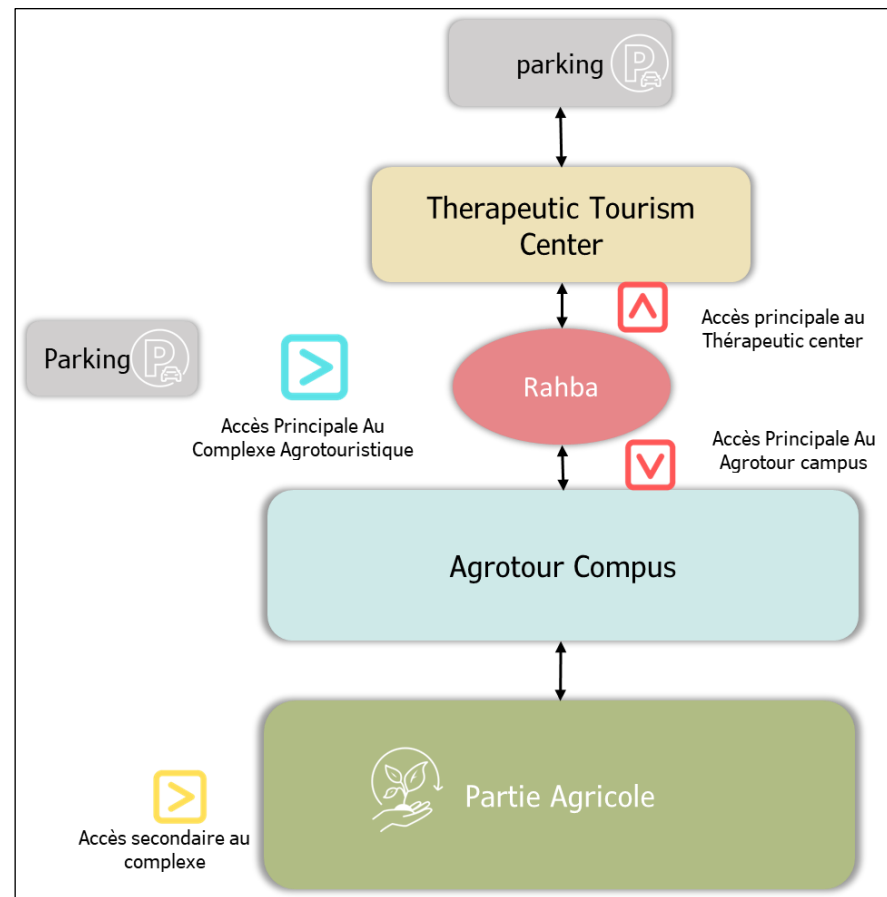 parking P
Therapeutic Tourism
Center
Accès principale au
Thérapeutic center
Parking P
Rahba
Accès Principale Au
Complexe Agrotouristique
Accès Principale Au
Agrotour campus
Agrotour Compus
Partie Agricole
Accès secondaire au
complexe